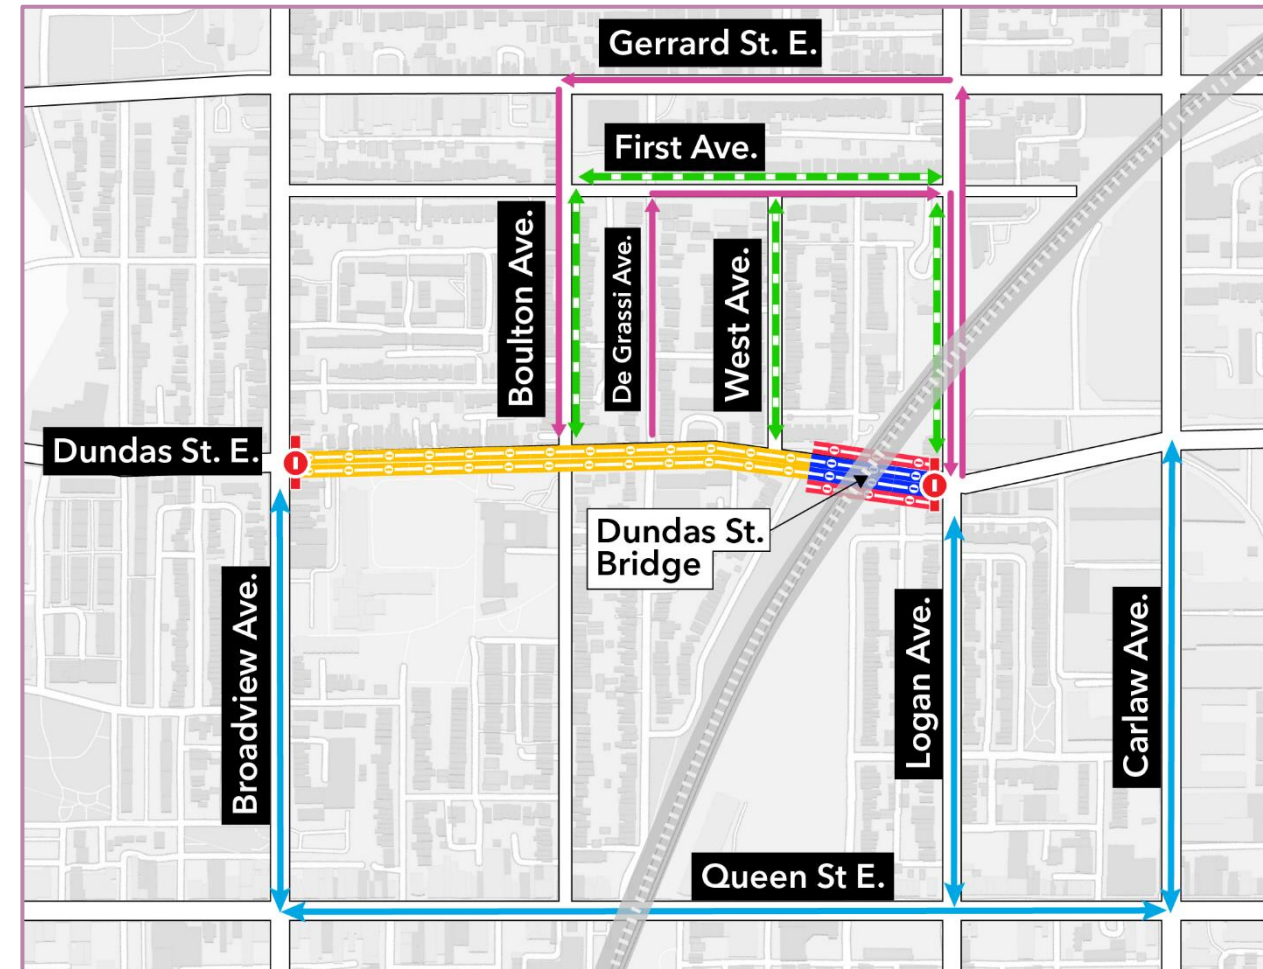 Gerrard St. E.
First Ave.
Boulton Ave.
De Grassi Ave.
West Ave.
Dundas St. E.
Dundas St.
Bridge
Broadview Ave.
Logan Ave.
Carlaw Ave.
Queen St E.